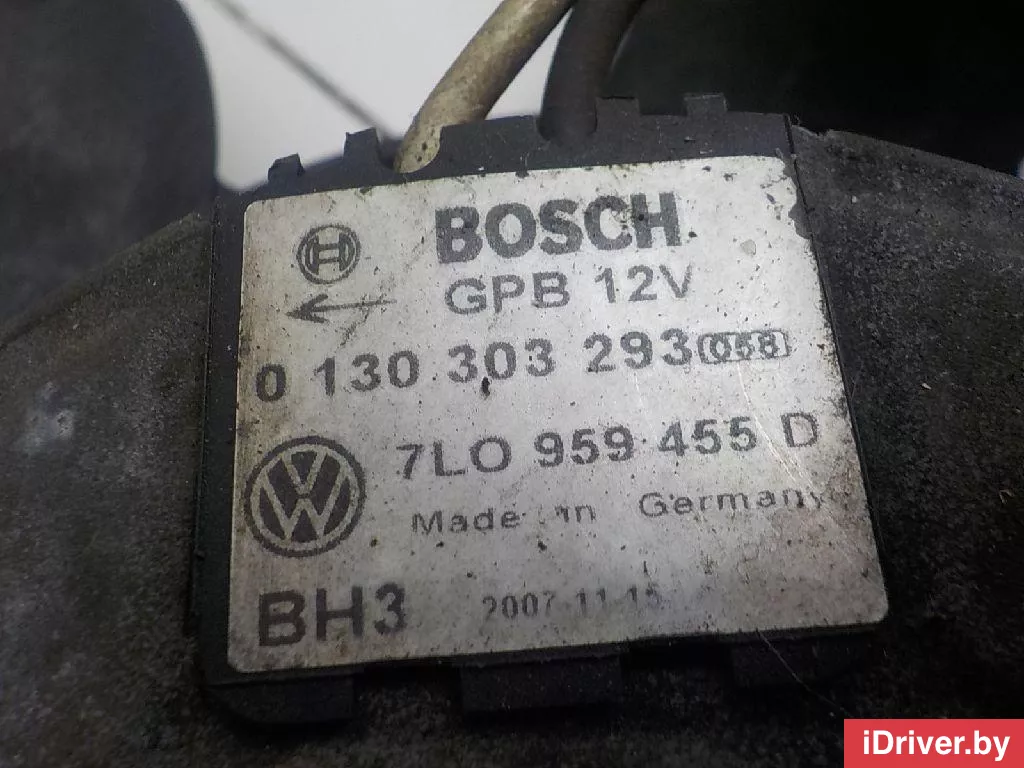 BOSCH
GPB 12V
0 130 303 293 058
7LO 959 455 D
Made in Germany
BH3 2007-11-15
iDriver.by